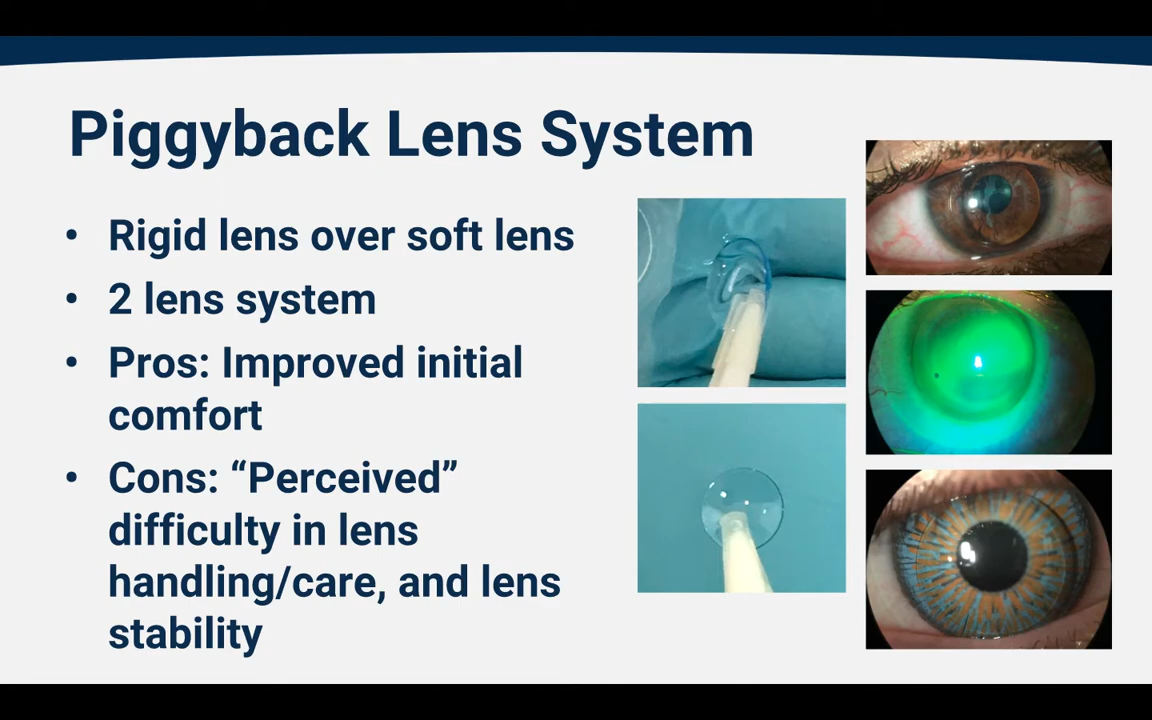 Piggyback Lens System
• Rigid lens over soft lens
• 2 lens system
• Pros: Improved initial
comfort
• Cons: “Perceived”
difficulty in lens
handling/care, and lens
stability